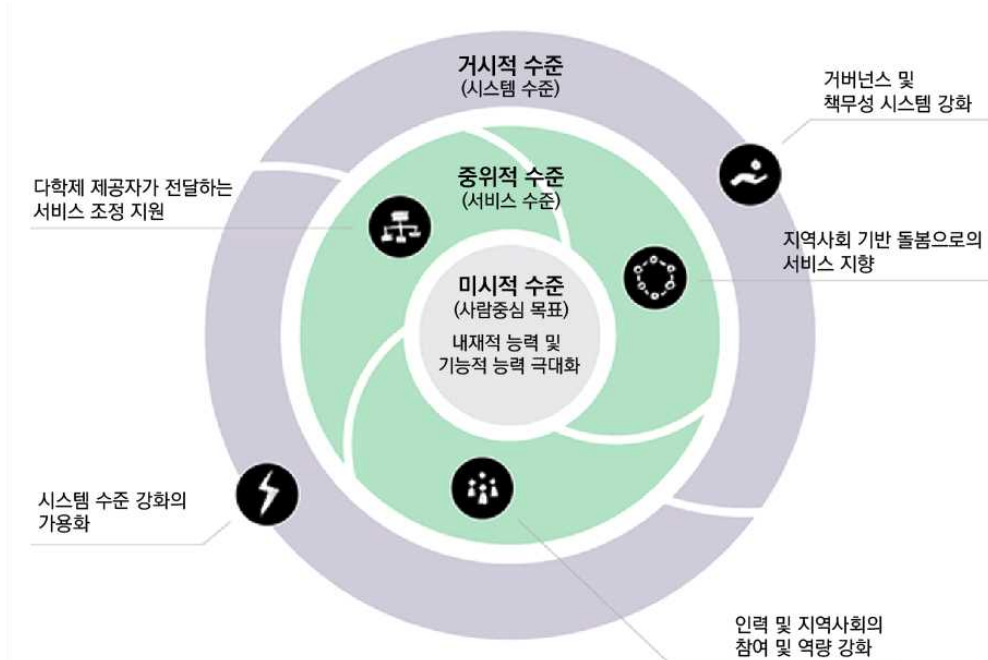 거시적 수준
(시스템 수준)
거버넌스 및
책무성 시스템 강화
중위적 수준
(서비스 수준)
다학제 제공자가 전달하는
서비스 조정 지원
지역사회 기반 돌봄으로의
서비스 지향
미시적 수준
(사람중심 목표)
내재적 능력 및
기능적 능력 극대화
시스템 수준 강화의
가용화
인력 및 지역사회의
참여 및 역량 강화